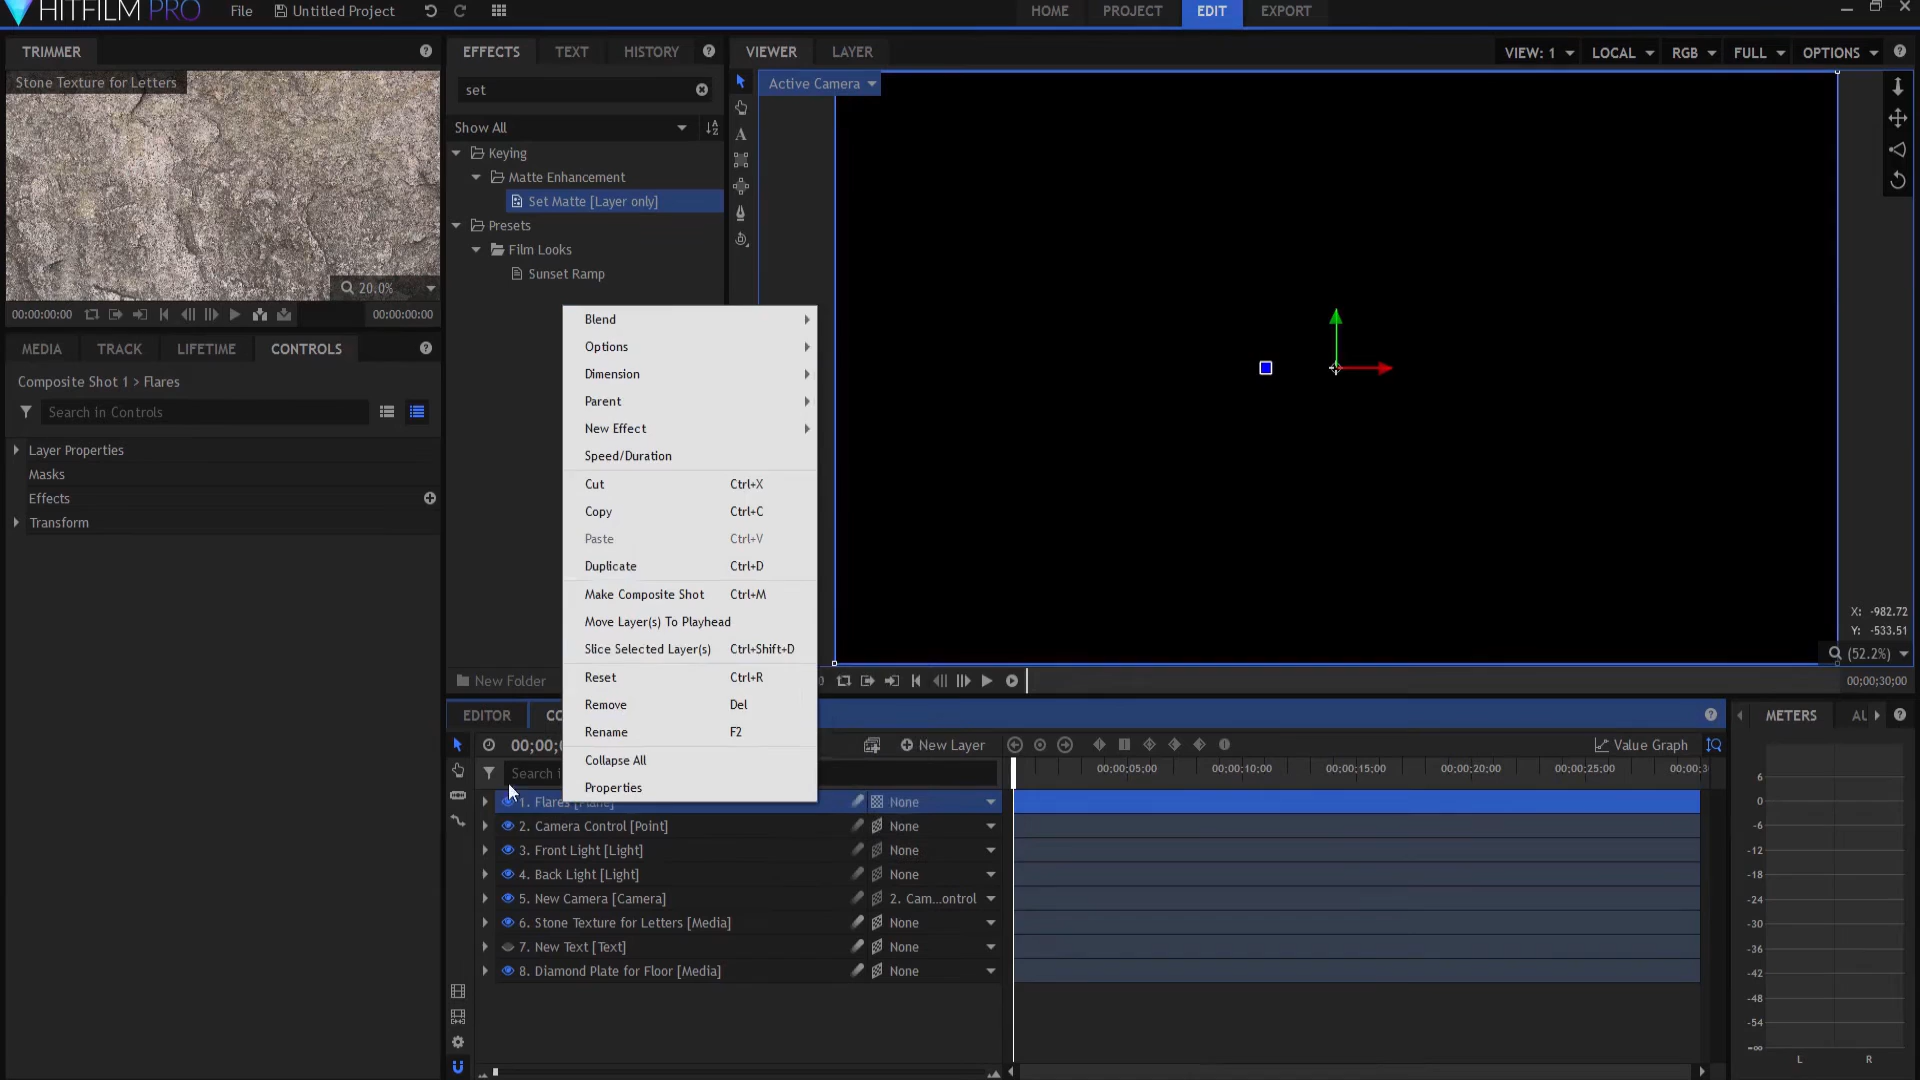 HITFILM PRO
File
Untitled Project
HOME
PROJECT
EDIT
EXPORT
TRIMMER
Stone Texture for Letters
20.0%
00:00:00:00
00:00:00:00
EFFECTS
TEXT
HISTORY
set
Show All
Keying
Matte Enhancement
Set Matte [Layer only]
Presets
Film Looks
Sunset Ramp
New Folder
VIEWER
LAYER
VIEW: 1
LOCAL
RGB
FULL
OPTIONS
Active Camera
X: -982.72
Y: -533.51
(52.2%)
00;00;30;00
MEDIA
TRACK
LIFETIME
CONTROLS
Composite Shot 1 > Flares
Search in Controls
Layer Properties
Masks
Effects
Transform
Blend
Options
Dimension
Parent
New Effect
Speed/Duration
Cut Ctrl+X
Copy Ctrl+C
Paste Ctrl+V
Duplicate Ctrl+D
Make Composite Shot Ctrl+M
Move Layer(s) To Playhead
Slice Selected Layer(s) Ctrl+Shift+D
Reset Ctrl+R
Remove Del
Rename F2
Collapse All
Properties
EDITOR
CO
00;00;0
New Layer
Value Graph
Search i
00;00;05;00
00;00;10;00
00;00;15;00
00;00;20;00
00;00;25;00
00;00;3
1. Flares [Plane] None
2. Camera Control [Point] None
3. Front Light [Light] None
4. Back Light [Light] None
5. New Camera [Camera] 2. Cam...ontrol
6. Stone Texture for Letters [Media] None
7. New Text [Text] None
8. Diamond Plate for Floor [Media] None
METERS
AU
6
0
-6
-12
-18
-24
-30
-36
-42
-48
-54
-∞
L
R